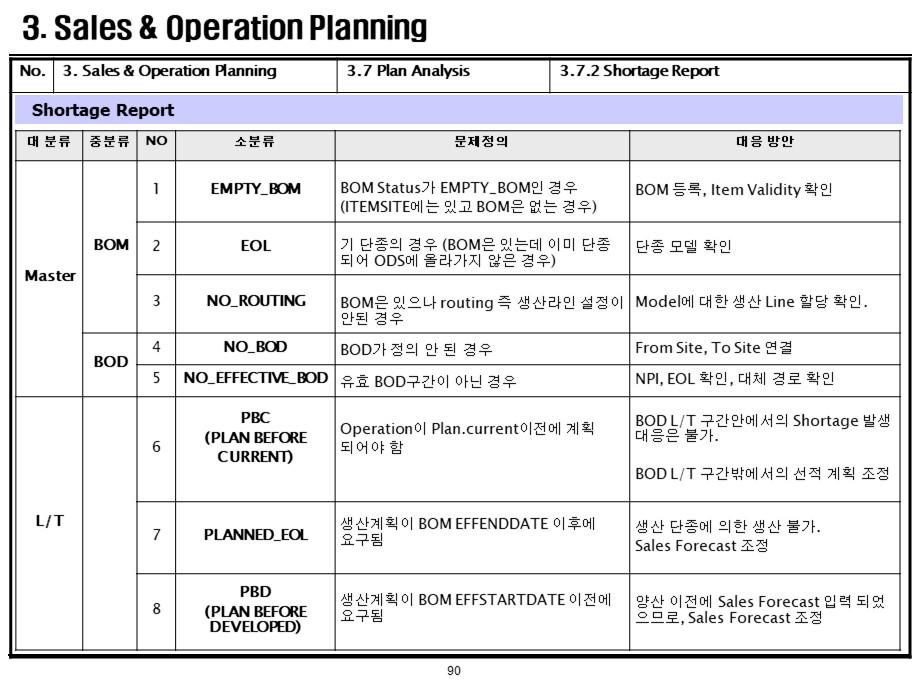 3. Sales & Operation Planning
No. 3. Sales & Operation Planning 3.7 Plan Analysis 3.7.2 Shortage Report
Shortage Report
대 분류 중분류 NO 소분류 문제정의 대응 방안
Master
BOM
1 EMPTY_BOM
BOM Status가 EMPTY_BOM인 경우
(ITEMSITE에는 있고 BOM은 없는 경우)
BOM 등록, Item Validity 확인
2 EOL
기 단종의 경우 (BOM은 있는데 이미 단종
되어 ODS에 올라가지 않은 경우)
단종 모델 확인
3 NO_ROUTING
BOM은 있으나 routing 즉 생산라인 설정이
안된 경우
Model에 대한 생산 Line 할당 확인.
BOD
4 NO_BOD BOD가 정의 안 된 경우 From Site, To Site 연결
5 NO_EFFECTIVE_BOD 유효 BOD구간이 아닌 경우 NPI, EOL 확인, 대체 경로 확인
L/T
6
PBC
(PLAN BEFORE
CURRENT)
Operation이 Plan.current이전에 계획
되어야 함
BOD L/T 구간안에서의 Shortage 발생
대응은 불가.
BOD L/T 구간밖에서의 선적 계획 조정
7 PLANNED_EOL
생산계획이 BOM EFFENDDATE 이후에
요구됨
생산 단종에 의한 생산 불가.
Sales Forecast 조정
8
PBD
(PLAN BEFORE
DEVELOPED)
생산계획이 BOM EFFSTARTDATE 이전에
요구됨
양산 이전에 Sales Forecast 입력 되었
으므로, Sales Forecast 조정
90